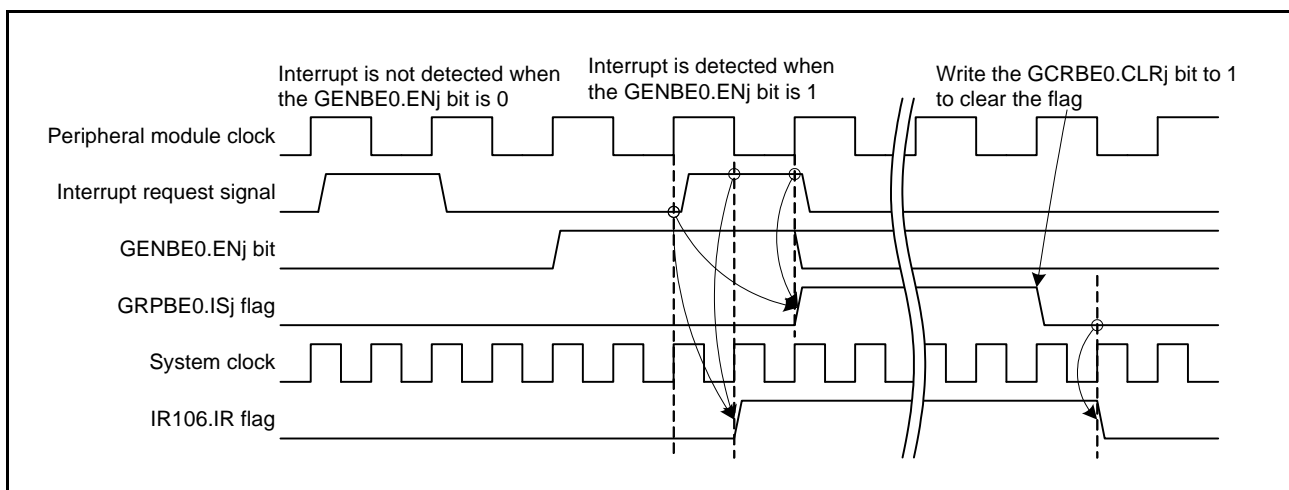 Interrupt is not detected when
the GENBE0.ENj bit is 0
Interrupt is detected when
the GENBE0.ENj bit is 1
Write the GCRBE0.CLRj bit to 1
to clear the flag
Peripheral module clock
Interrupt request signal
GENBE0.ENj bit
GRPBE0.ISj flag
System clock
IR106.IR flag